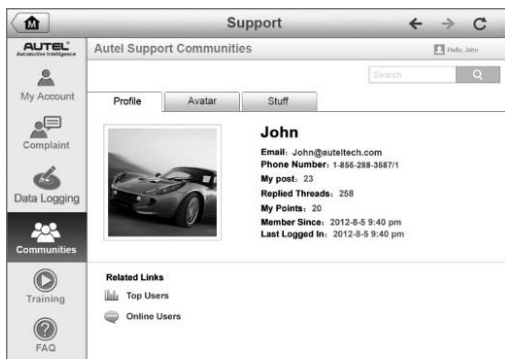 M
Support
AUTEL
Automotive Intelligence
Autel Support Communities
Hello, John
Search
My Account
Profile
Avatar
Stuff
Complaint
John
Email: John@auteltech.com
Phone Number: 1-855-288-3587/1
My post: 23
Replied Threads: 258
My Points: 20
Member Since: 2012-8-5 9:40 pm
Last Logged In: 2012-8-5 9:40 pm
Data Logging
Communities
Related Links
Top Users
Online Users
Training
FAQ